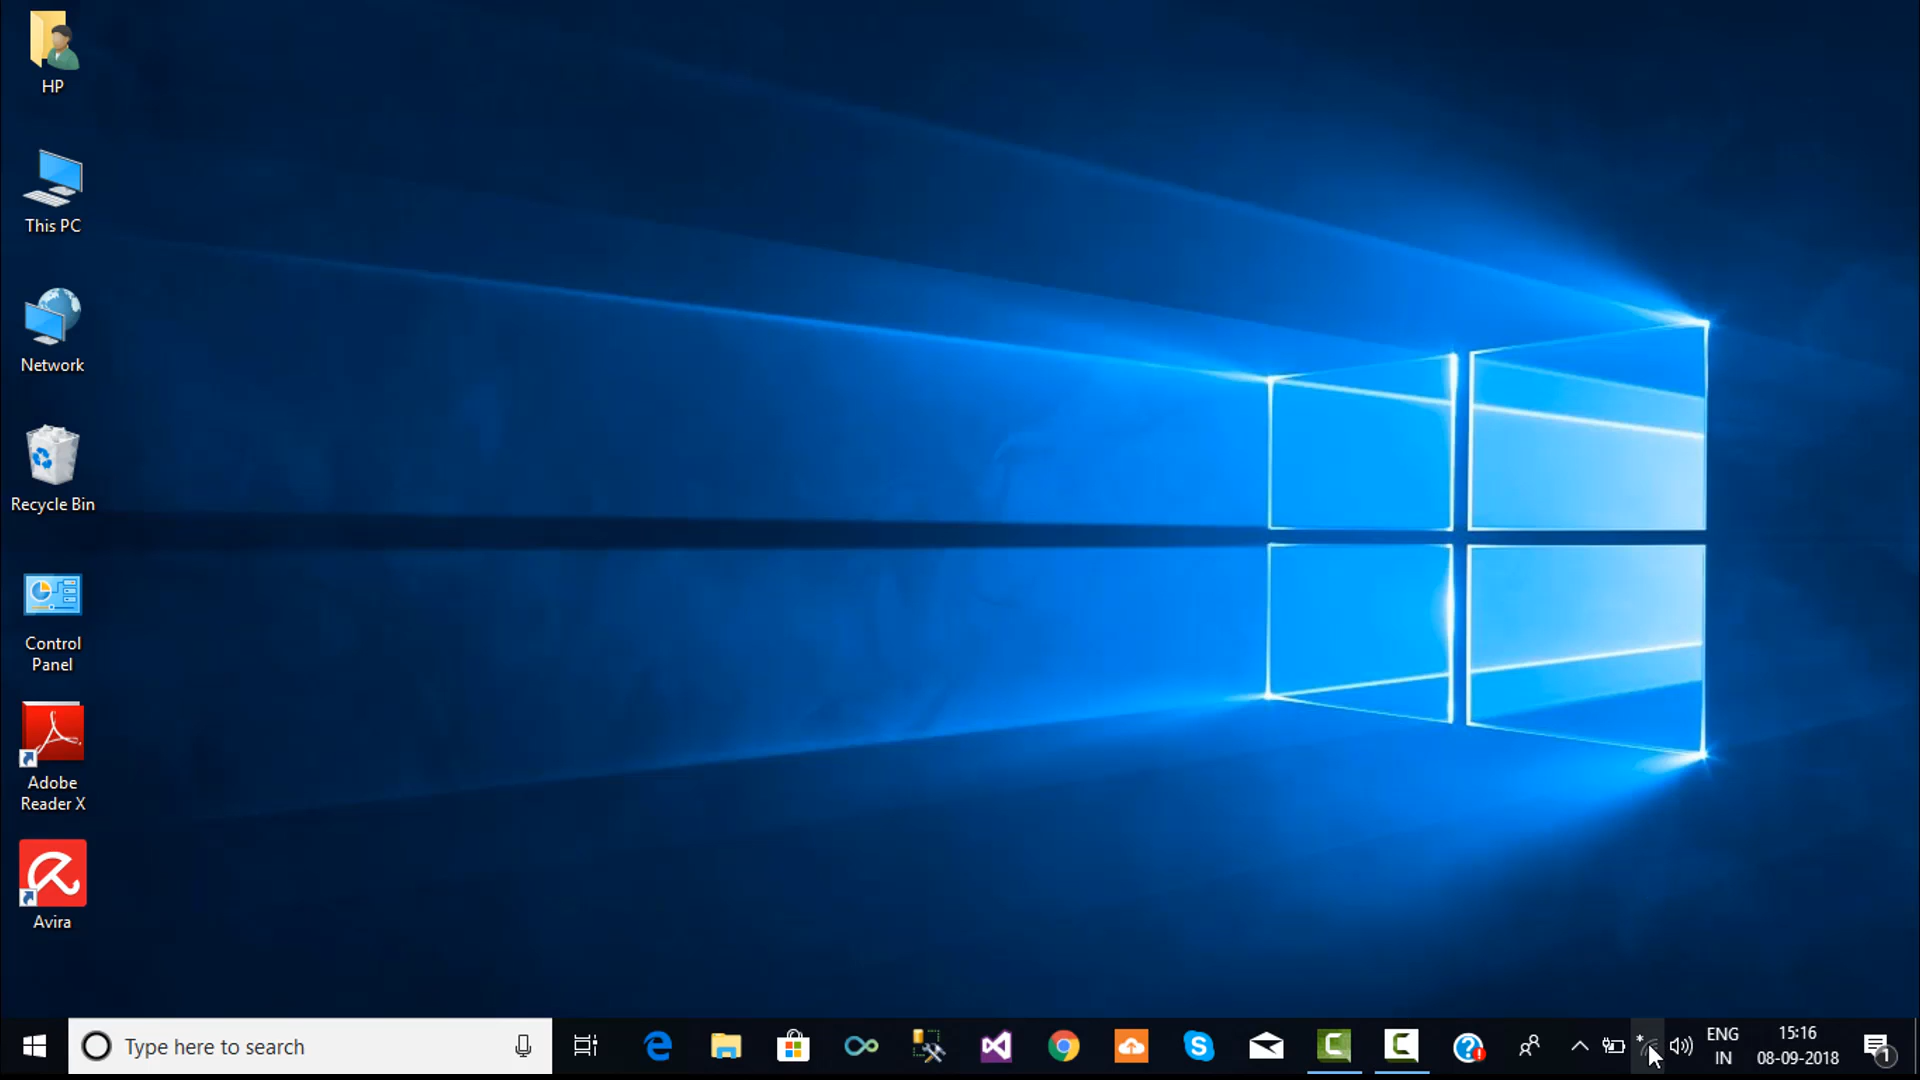 HP
This PC
Network
Recycle Bin
Control
Panel
Adobe
Reader X
Avira
Type here to search
ENG
IN
15:16
08-09-2018
1